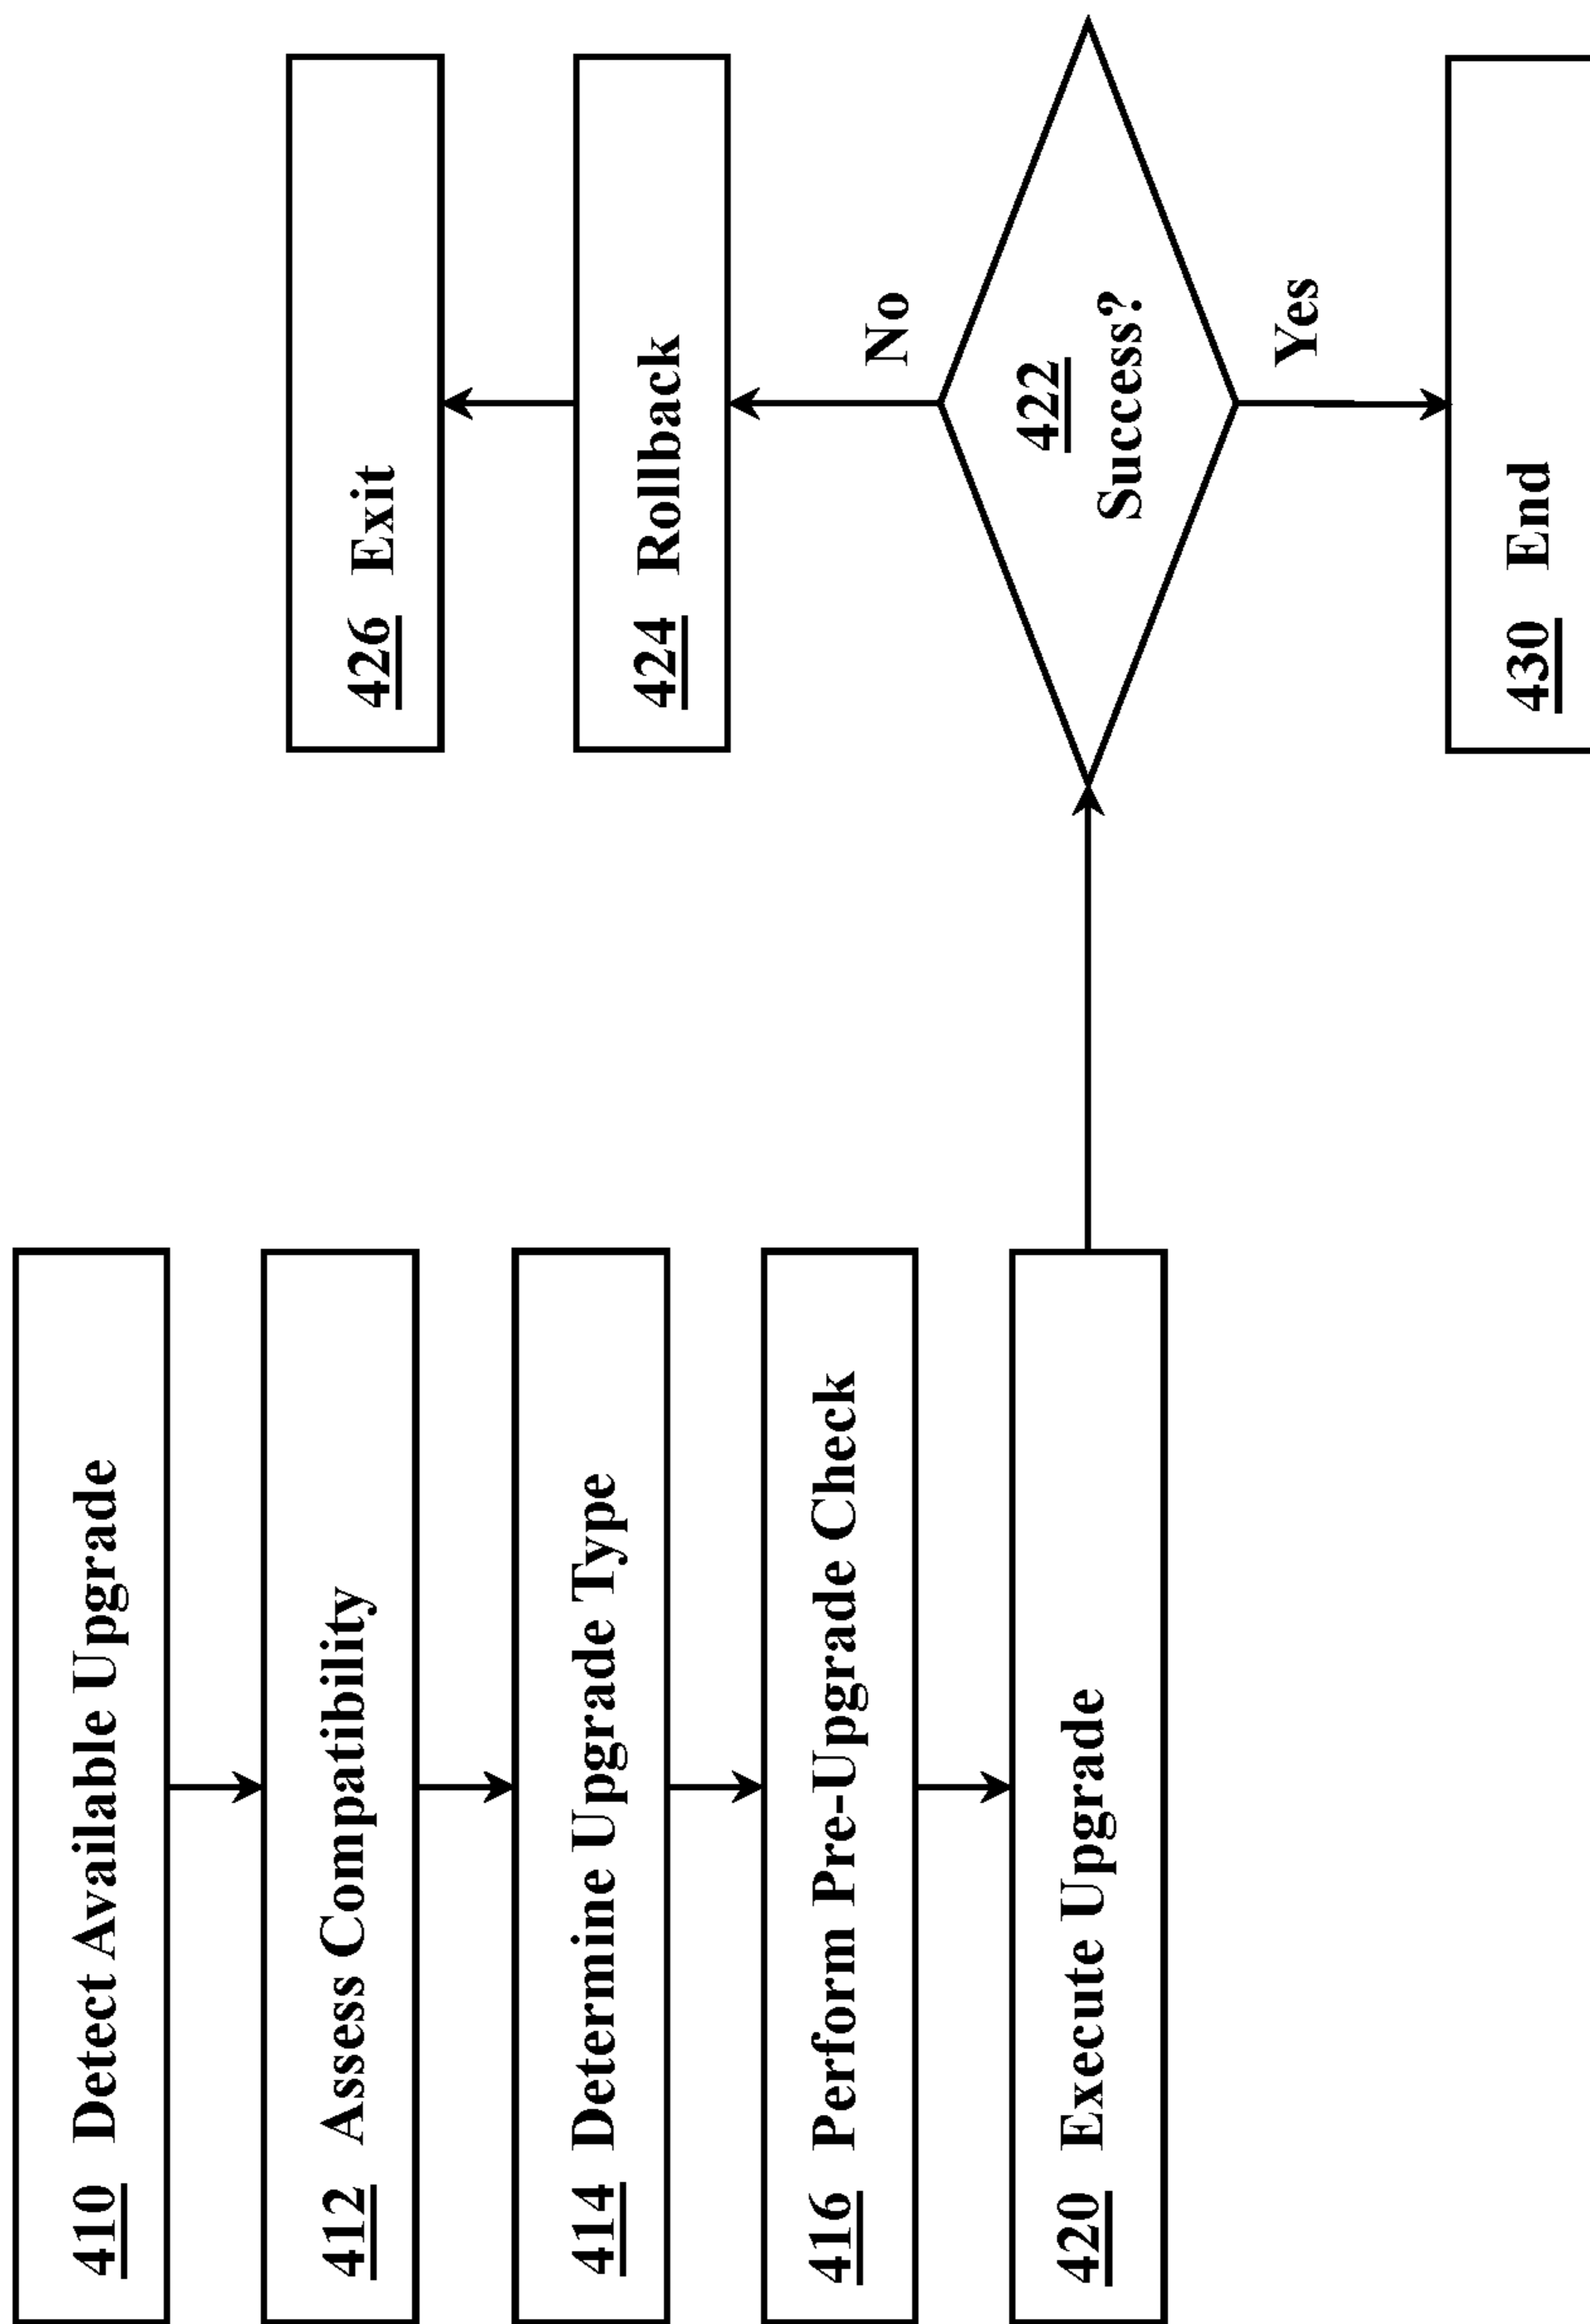 410 Detect Available Upgrade
412 Assess Compatibility
414 Determine Upgrade Type
416 Perform Pre-Upgrade Check
420 Execute Upgrade
426 Exit
424 Rollback
No
422
Success?
Yes
430 End